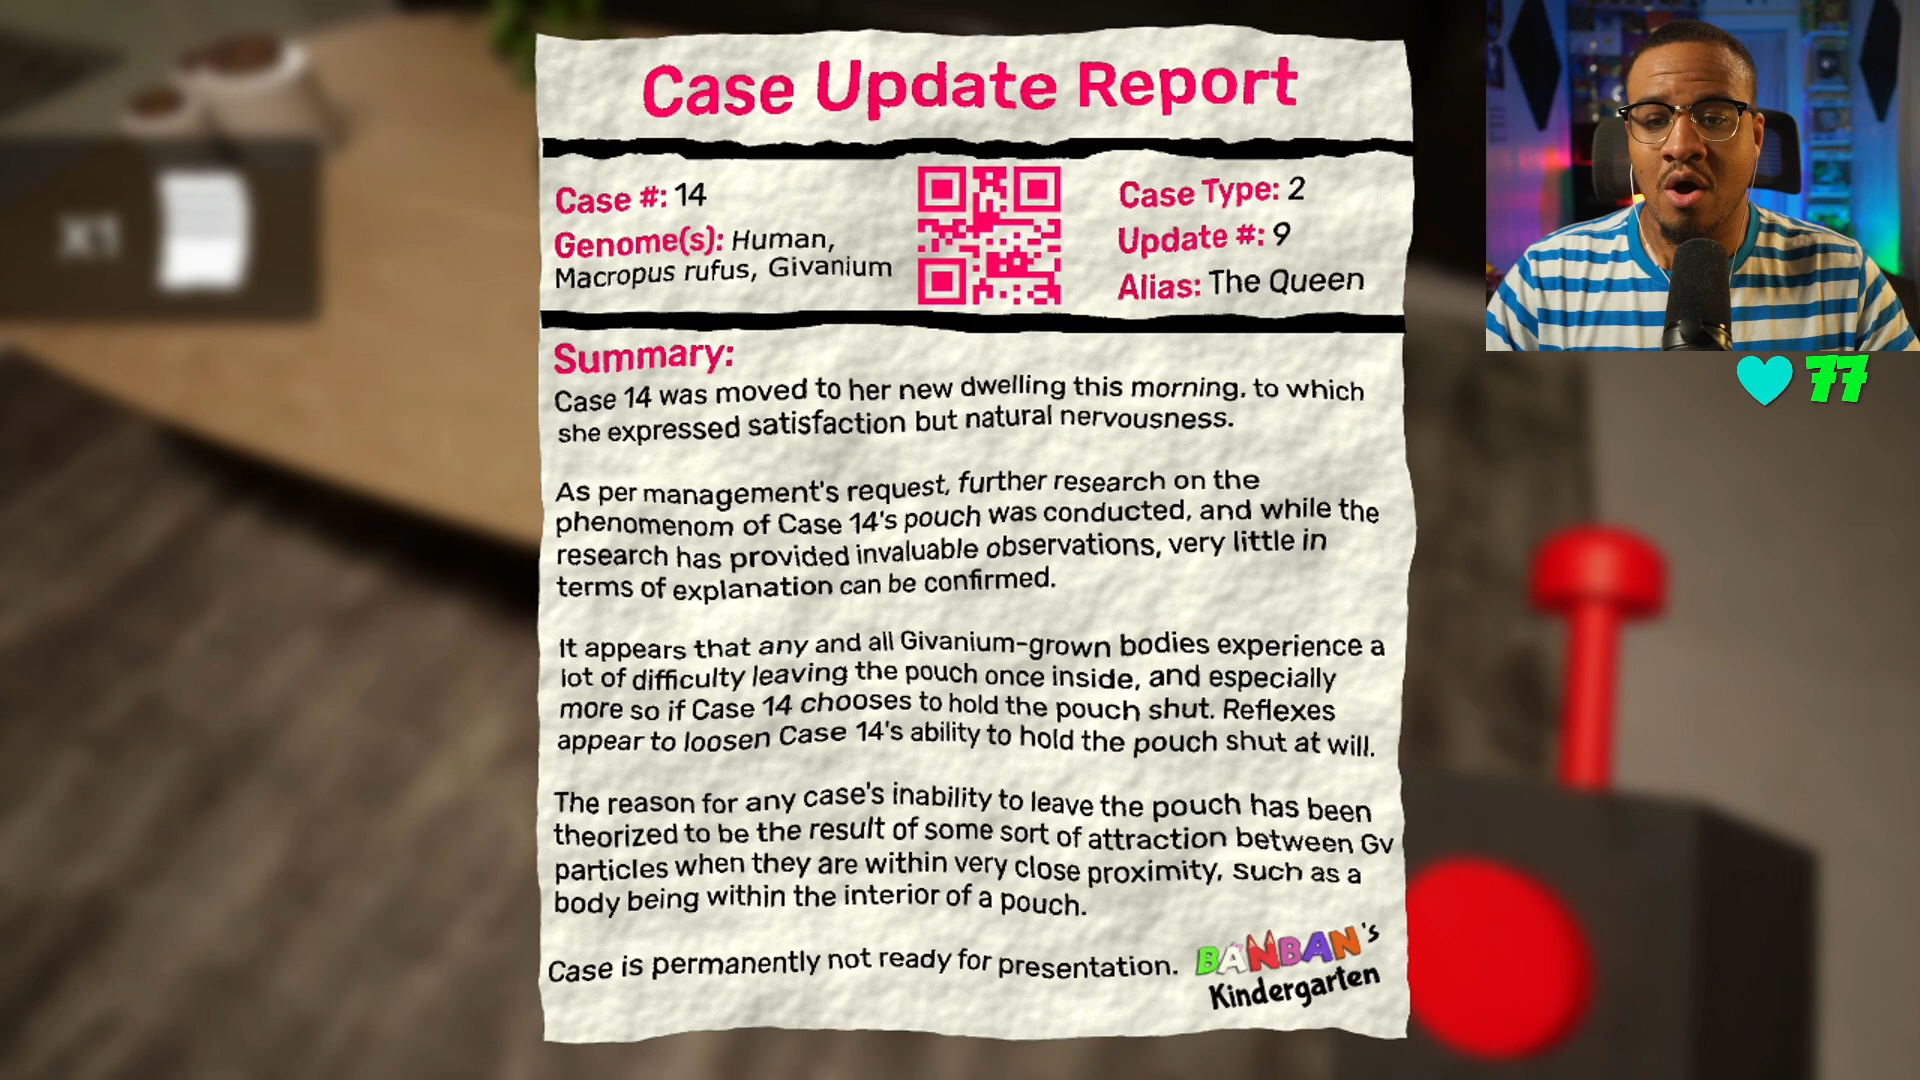 Case Update Report
Case #: 14
Genome(s): Human,
Macropus rufus, Givanium
Case Type: 2
Update #: 9
Alias: The Queen
Summary:
Case 14 was moved to her new dwelling this morning, to which
she expressed satisfaction but natural nervousness.
As per management's request, further research on the
phenomenom of Case 14's pouch was conducted, and while the
research has provided invaluable observations, very little in
terms of explanation can be confirmed.
It appears that any and all Givanium-grown bodies experience a
lot of difficulty leaving the pouch once inside, and especially
more so if Case 14 chooses to hold the pouch shut. Reflexes
appear to loosen Case 14's ability to hold the pouch shut at will.
The reason for any case's inability to leave the pouch has been
theorized to be the result of some sort of attraction between Gv
particles when they are within very close proximity, such as a
body being within the interior of a pouch.
Case is permanently not ready for presentation.
BANBAN's
Kindergarten
X1
77